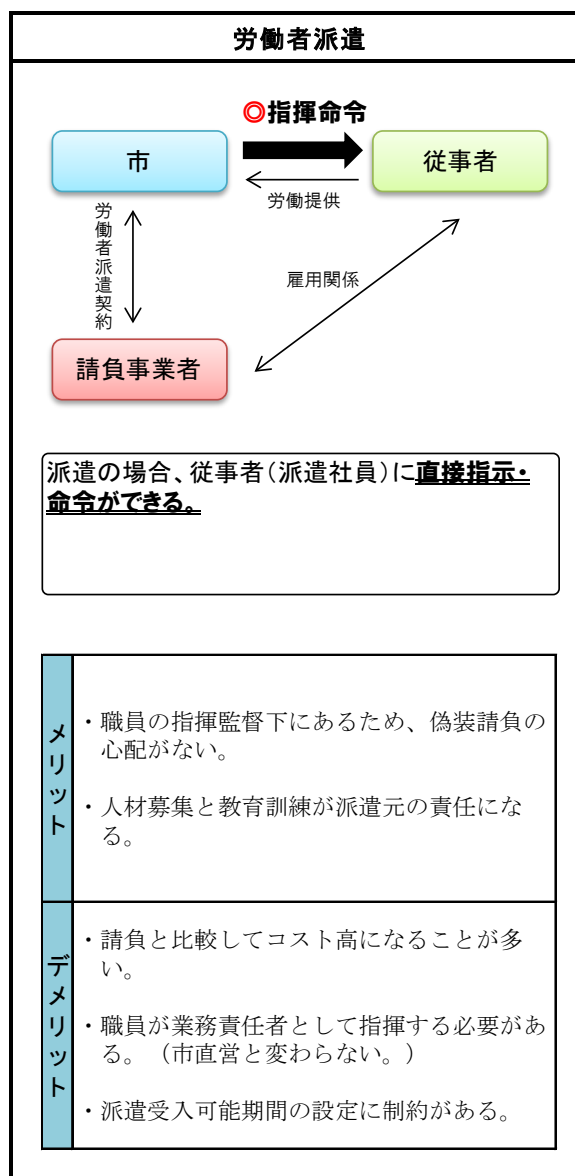 労働者派遣
◎指揮命令
市
従事者
労働提供
労働者派遣契約
雇用関係
請負事業者
派遣の場合、従事者(派遣社員)に直接指示・
命令ができる。
メリット
・職員の指揮監督下にあるため、偽装請負の
心配がない。
・人材募集と教育訓練が派遣元の責任にな
る。
デメリット
・請負と比較してコスト高になることが多
い。
・職員が業務責任者として指揮する必要があ
る。（市直営と変わらない。）
・派遣受入可能期間の設定に制約がある。